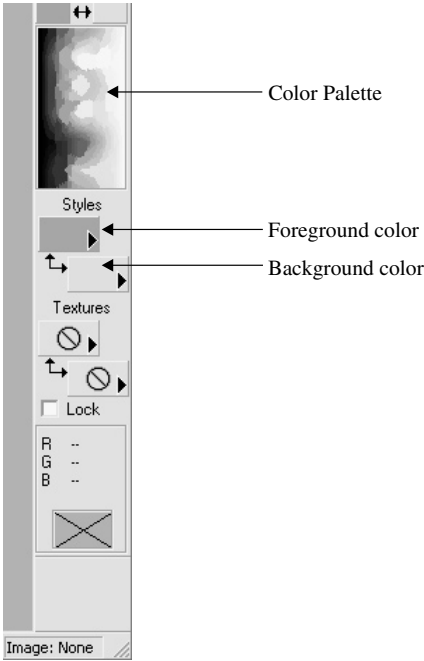 Color Palette
Styles
Foreground color
Background color
Textures
Lock
R --
G --
B --
Image: None